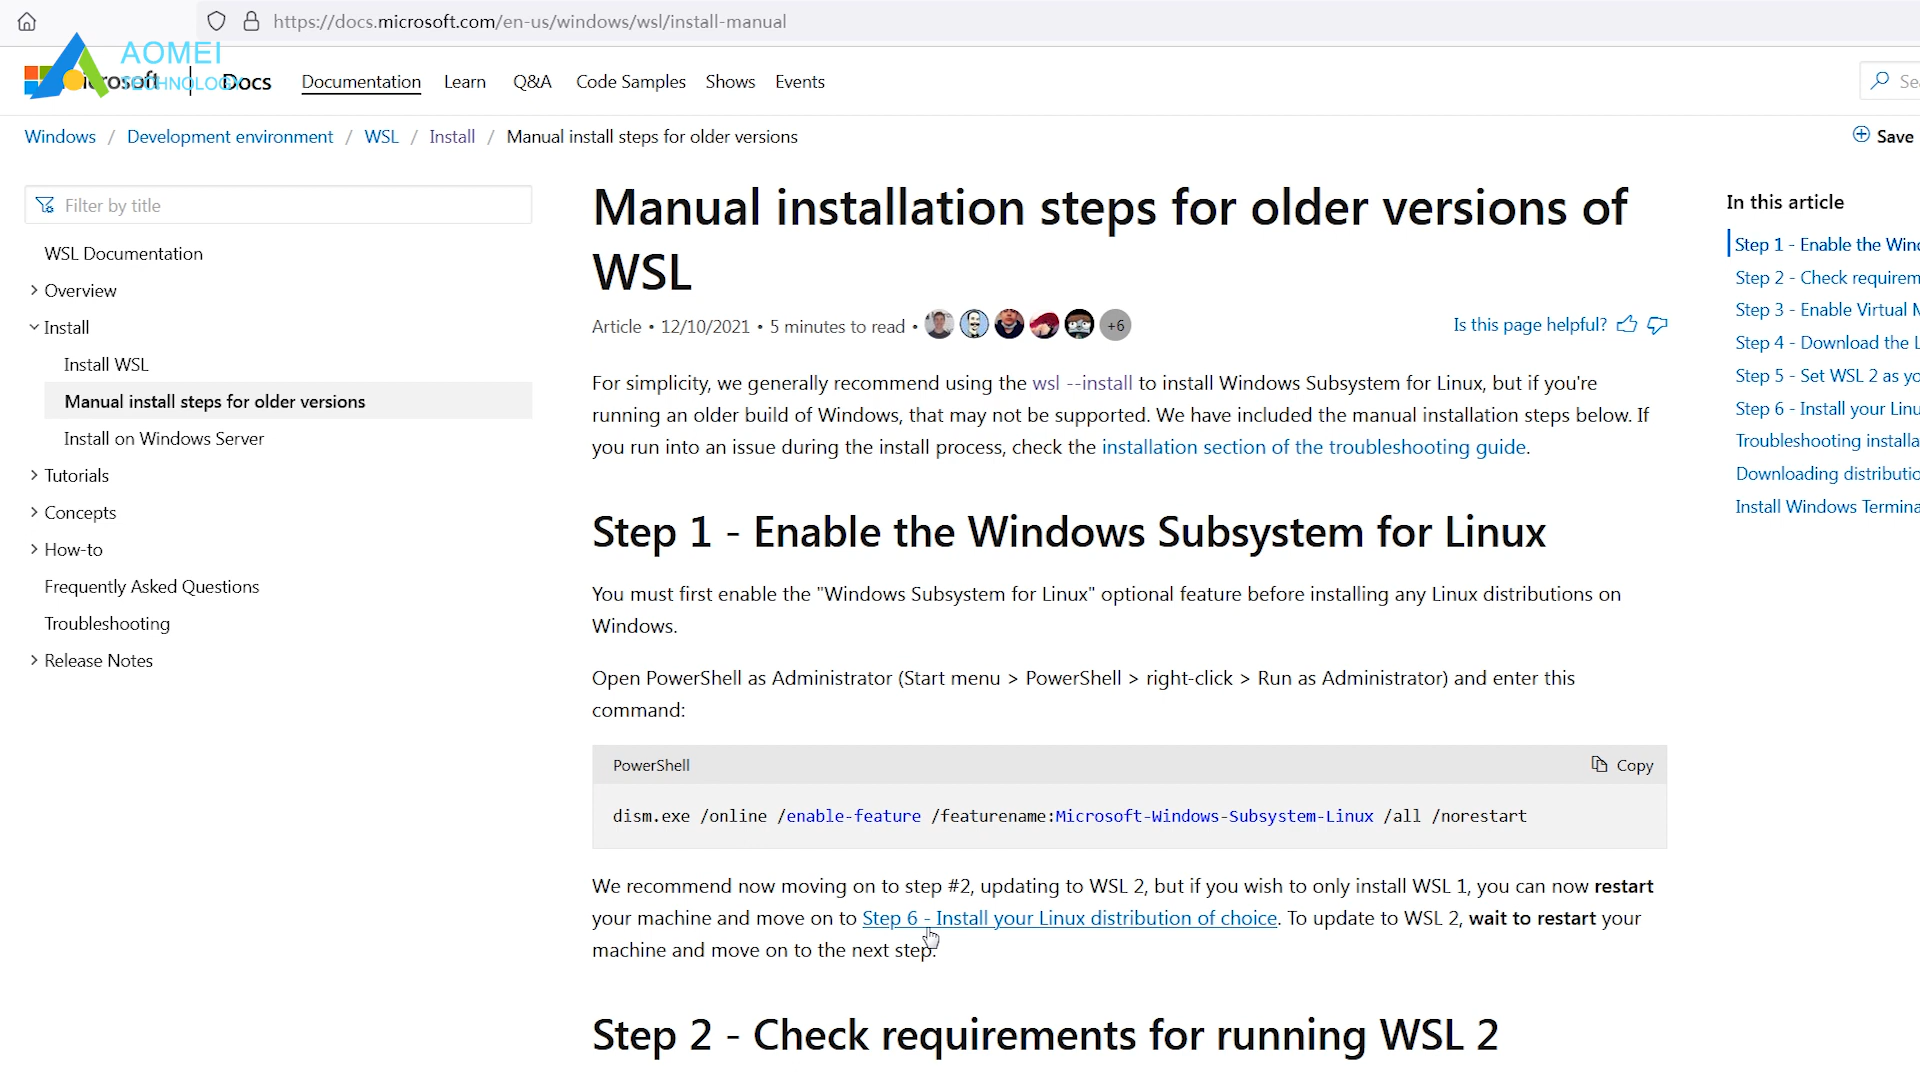 https://docs.microsoft.com/en-us/windows/wsl/install-manual
AOMEI
TECHNOLOGY
Docs
Documentation Learn Q&A Code Samples Shows Events
Windows / Development environment / WSL / Install / Manual install steps for older versions
Save
Filter by title
WSL Documentation
Overview
Install
Install WSL
Manual install steps for older versions
Install on Windows Server
Tutorials
Concepts
How-to
Frequently Asked Questions
Troubleshooting
Release Notes
Manual installation steps for older versions of
WSL
Article • 12/10/2021 • 5 minutes to read • +6
Is this page helpful?
For simplicity, we generally recommend using the wsl --install to install Windows Subsystem for Linux, but if you're
running an older build of Windows, that may not be supported. We have included the manual installation steps below. If
you run into an issue during the install process, check the installation section of the troubleshooting guide.
Step 1 - Enable the Windows Subsystem for Linux
You must first enable the "Windows Subsystem for Linux" optional feature before installing any Linux distributions on
Windows.
Open PowerShell as Administrator (Start menu > PowerShell > right-click > Run as Administrator) and enter this
command:
PowerShell
Copy
dism.exe /online /enable-feature /featurename:Microsoft-Windows-Subsystem-Linux /all /norestart
We recommend now moving on to step #2, updating to WSL 2, but if you wish to only install WSL 1, you can now restart
your machine and move on to Step 6 - Install your Linux distribution of choice. To update to WSL 2, wait to restart your
machine and move on to the next step.
Step 2 - Check requirements for running WSL 2
In this article
Step 1 - Enable the
Step 2 - Check
Step 3 - Enable Virtual
Step 4 - Download the
Step 5 - Set WSL 2 as
Step 6 - Install your
Troubleshooting
Downloading
Install Windows